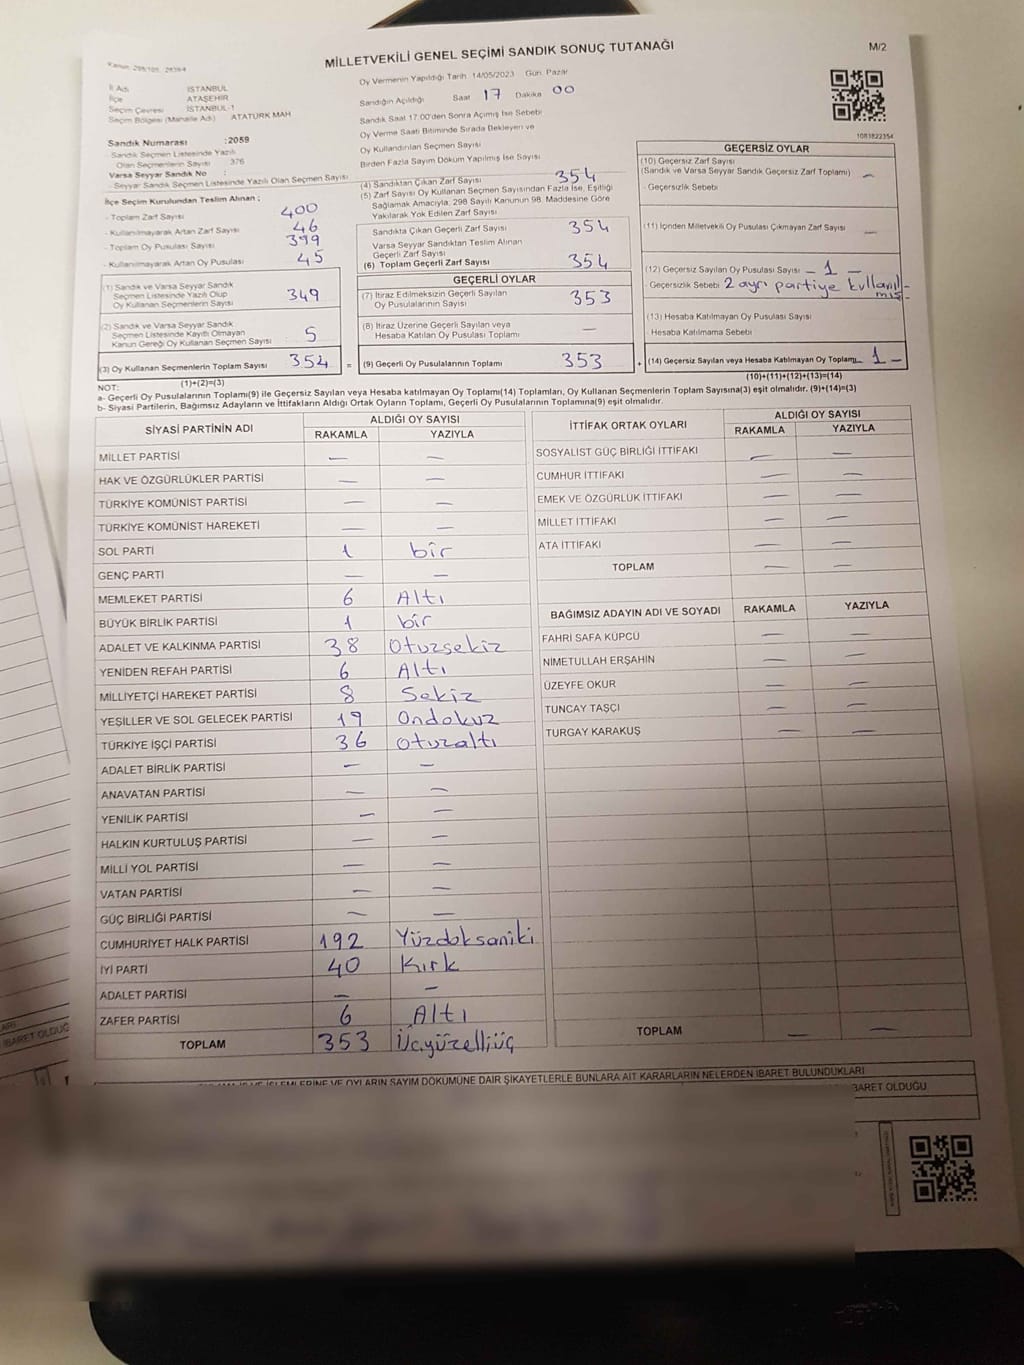 MİLLETVEKİLİ GENEL SEÇİMİ SANDIK SONUÇ TUTANAĞI
M/2
İl Adı İSTANBUL
İlçe ATAŞEHİR
Seçim Çevresi İSTANBUL-1
Seçim Bölgesi (Mahalle Adı) ATATÜRK MAH
Sandık Numarası :2059
- Sandık Seçmen Listesinde Yazılı
Olan Seçmenlerin Sayısı 376
Varsa Seyyar Sandık No :
- Seyyar Sandık Seçmen Listesinde Yazılı Olan Seçmen Sayısı
İlçe Seçim Kurulundan Teslim Alınan :
- Toplam Zarf Sayısı 400
- Kullanılmayarak Artan Zarf Sayısı 46
- Toplam Oy Pusulası Sayısı 399
- Kullanılmayarak Artan Oy Pusulası 45
(1) Sandık ve Varsa Seyyar Sandık
Seçmen Listesinde Yazılı Olup
Oy Kullanan Seçmenlerin Sayısı 349
(2) Sandık ve Varsa Seyyar Sandık
Seçmen Listesinde Kayıtlı Olmayan
Kanun Gereği Oy Kullanan Seçmen Sayısı 5
(3) Oy Kullanan Seçmenlerin Toplam Sayısı 354 =
(1)+(2)=(3)
Oy Vermenin Yapıldığı Tarih 14/05/2023 Gün Pazar
Sandığın Açıldığı Saat 17 Dakika 00
Sandık Saat 17.00'den Sonra Açılmış İse Sebebi
Oy Verme Saati Bitiminde Sırada Bekleyen ve
Oy Kullandırılan Seçmen Sayısı
Birden Fazla Sayım Döküm Yapılmış İse Sayısı
(4) Sandıktan Çıkan Zarf Sayısı 354
(5) Zarf Sayısı Oy Kullanan Seçmen Sayısından Fazla İse, Eşitliği
Sağlamak Amacıyla, 298 Sayılı Kanunun 98. Maddesine Göre
Yakılarak Yok Edilen Zarf Sayısı
Sandıkta Çıkan Geçerli Zarf Sayısı 354
Varsa Seyyar Sandıktan Teslim Alınan
Geçerli Zarf Sayısı
(6) Toplam Geçerli Zarf Sayısı 354
GEÇERLİ OYLAR
(7) İtiraz Edilmeksizin Geçerli Sayılan
Oy Pusulalarının Sayısı 353
(8) İtiraz Üzerine Geçerli Sayılan veya
Hesaba Katılan Oy Pusulası Toplamı —
(9) Geçerli Oy Pusulalarının Toplamı 353 +
1083822354
GEÇERSİZ OYLAR
(10) Geçersiz Zarf Sayısı
(Sandık ve Varsa Seyyar Sandık Geçersiz Zarf Toplamı) —
- Geçersizlik Sebebi
(11) İçinden Milletvekili Oy Pusulası Çıkmayan Zarf Sayısı —
(12) Geçersiz Sayılan Oy Pusulası Sayısı — 1 —
Geçersizlik Sebebi 2 ayrı partiye kullanıl-
mış-
(13) Hesaba Katılmayan Oy Pusulası Sayısı
Hesaba Katılmama Sebebi
(14) Geçersiz Sayılan veya Hesaba Katılmayan Oy Toplamı 1 -
(10)+(11)+(12)+(13)=(14)
NOT:
a- Geçerli Oy Pusulalarının Toplamı(9) ile Geçersiz Sayılan veya Hesaba katılmayan Oy Toplamı(14) Toplamları, Oy Kullanan Seçmenlerin Toplam Sayısına(3) eşit olmalıdır. (9)+(14)=(3)
b- Siyasi Partilerin, Bağımsız Adayların ve İttifakların Aldığı Ortak Oyların Toplamı, Geçerli Oy Pusulalarının Toplamına(9) eşit olmalıdır.
SİYASİ PARTİNİN ADI ALDIĞI OY SAYISI
RAKAMLA YAZIYLA
MİLLET PARTİSİ — —
HAK VE ÖZGÜRLÜKLER PARTİSİ — —
TÜRKİYE KOMÜNİST PARTİSİ — —
TÜRKİYE KOMÜNİST HAREKETİ — —
SOL PARTİ 1 bir
GENÇ PARTİ — —
MEMLEKET PARTİSİ 6 Altı
BÜYÜK BİRLİK PARTİSİ 1 bir
ADALET VE KALKINMA PARTİSİ 38 Otuzsekiz
YENİDEN REFAH PARTİSİ 6 Altı
MİLLİYETÇİ HAREKET PARTİSİ 8 Sekiz
YEŞİLLER VE SOL GELECEK PARTİSİ 19 Ondokuz
TÜRKİYE İŞÇİ PARTİSİ 36 otuzaltı
ADALET BİRLİK PARTİSİ — —
ANAVATAN PARTİSİ — —
YENİLİK PARTİSİ — —
HALKIN KURTULUŞ PARTİSİ — —
MİLLİ YOL PARTİSİ — —
VATAN PARTİSİ — —
GÜÇ BİRLİĞİ PARTİSİ — —
CUMHURİYET HALK PARTİSİ 192 Yüzdoksaniki
İYİ PARTİ 40 Kırk
ADALET PARTİSİ — —
ZAFER PARTİSİ 6 Altı
TOPLAM 353 Üçyüzelliüç
İTTİFAK ORTAK OYLARI ALDIĞI OY SAYISI
RAKAMLA YAZIYLA
SOSYALİST GÜÇ BİRLİĞİ İTTİFAKI — —
CUMHUR İTTİFAKI — —
EMEK VE ÖZGÜRLÜK İTTİFAKI — —
MİLLET İTTİFAKI — —
ATA İTTİFAKI — —
TOPLAM — —
BAĞIMSIZ ADAYIN ADI VE SOYADI RAKAMLA YAZIYLA
FAHRİ SAFA KÜPCÜ — —
NİMETULLAH ERŞAHİN — —
ÜZEYFE OKUR — —
TUNCAY TAŞÇI — —
TURGAY KARAKUŞ — —
TOPLAM — —
İŞLEMLERİNE VE OYLARIN SAYIM DÖKÜMÜNE DAİR ŞİKAYETLERLE BUNLARA AİT KARARLARIN NELERDEN İBARET BULUNDUKLARI
BARET OLDUĞU